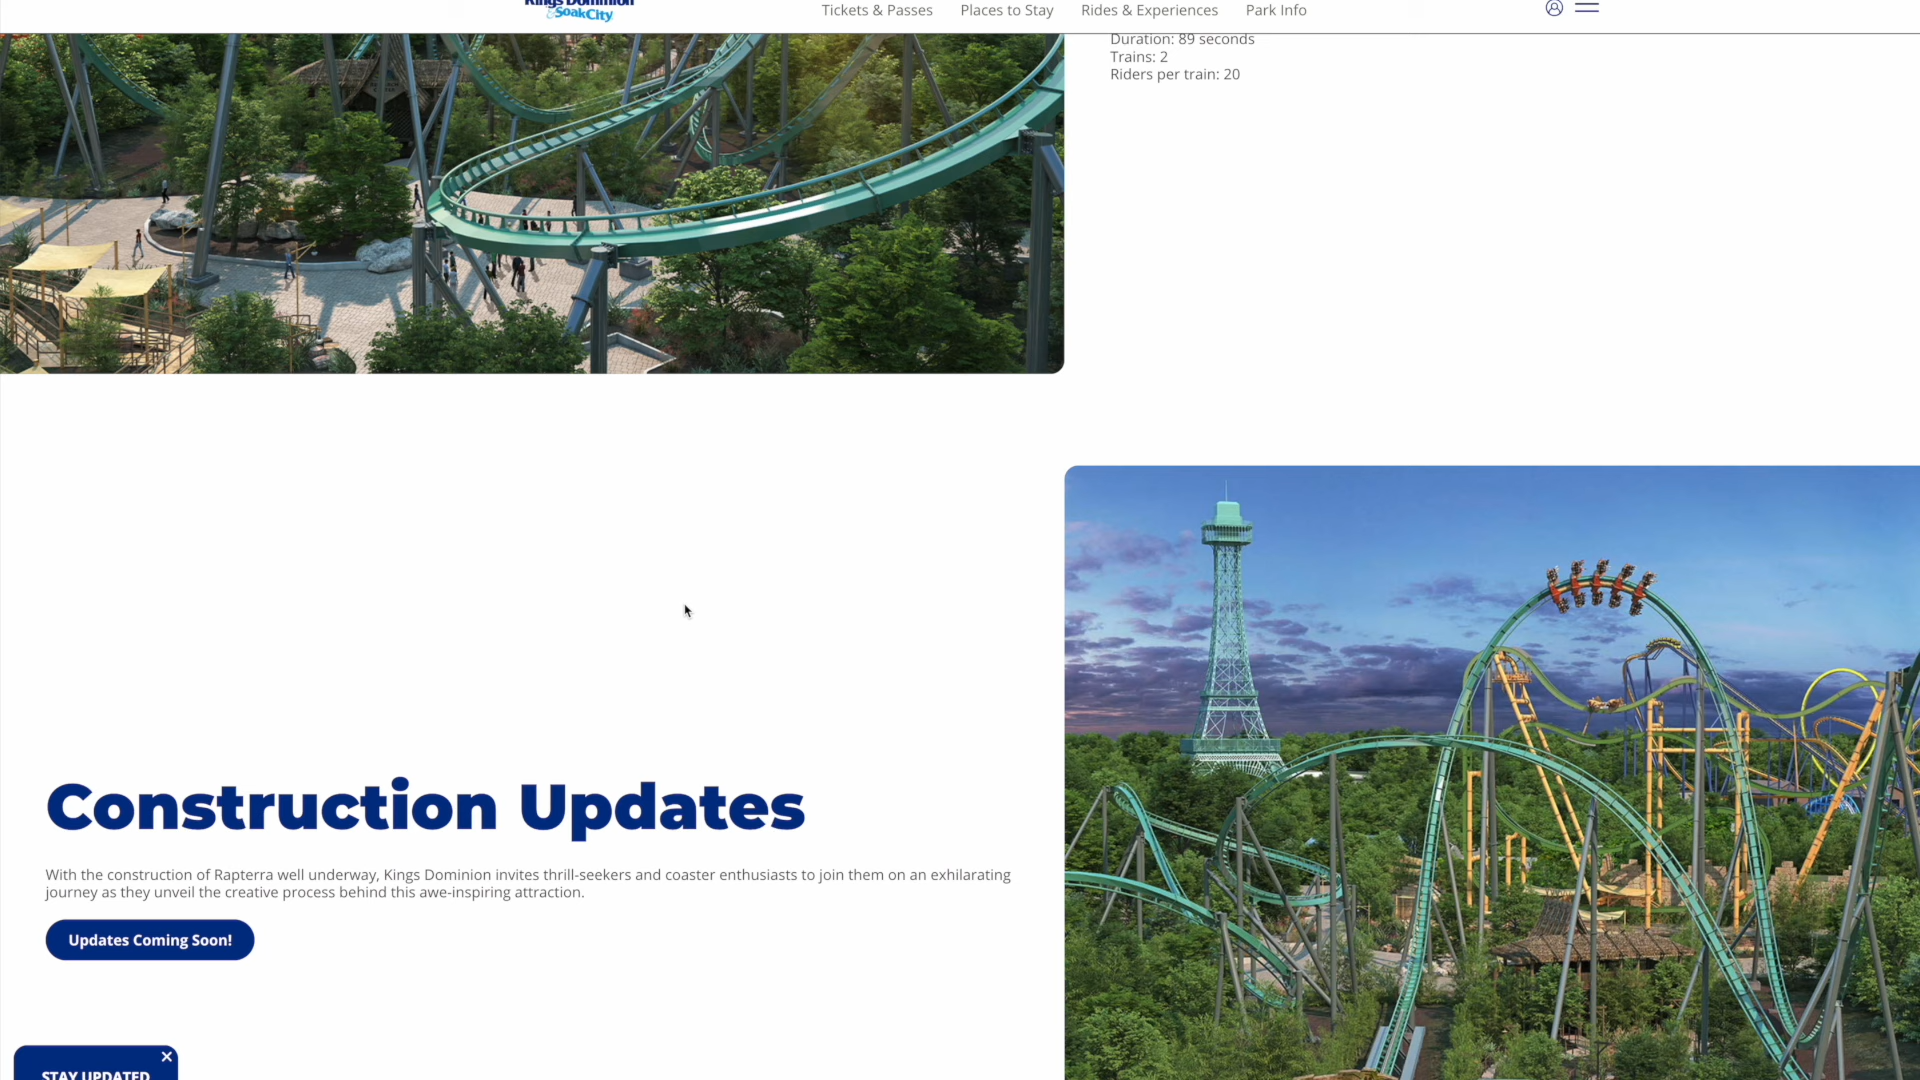 Kings Dominion
&SoakCity
Tickets & Passes
Places to Stay
Rides & Experiences
Park Info
Duration: 89 seconds
Trains: 2
Riders per train: 20
Construction Updates
With the construction of Rapterra well underway, Kings Dominion invites thrill-seekers and coaster enthusiasts to join them on an exhilarating
journey as they unveil the creative process behind this awe-inspiring attraction.
Updates Coming Soon!
STAY UPDATED